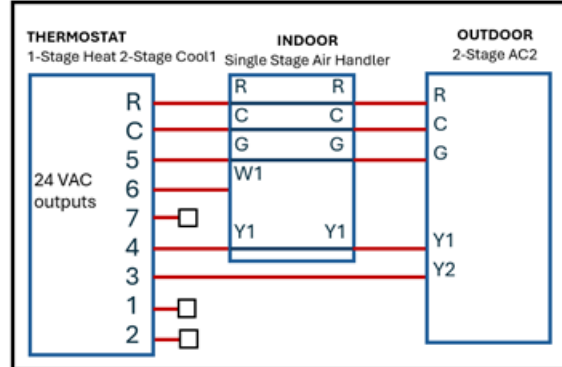 THERMOSTAT
1-Stage Heat 2-Stage Cool1
INDOOR
Single Stage Air Handler
OUTDOOR
2-Stage AC2
24 VAC
outputs
R
C
5
6
7
4
3
1
2
R R
C C
G G
W1
Y1 Y1
R
C
G
Y1
Y2